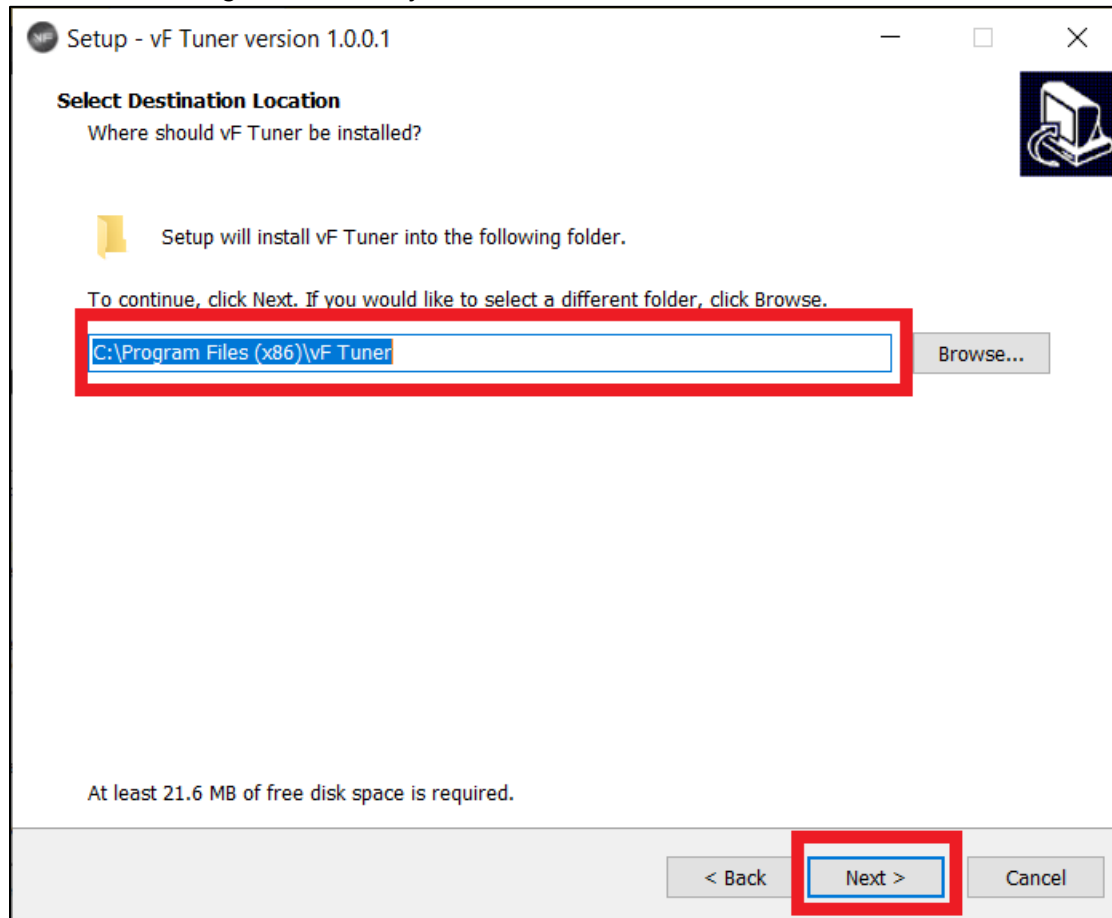 Setup - vF Tuner version 1.0.0.1
Select Destination Location
Where should vF Tuner be installed?
Setup will install vF Tuner into the following folder.
To continue, click Next. If you would like to select a different folder, click Browse.
C:\Program Files (x86)\vF Tuner
Browse...
At least 21.6 MB of free disk space is required.
< Back
Next >
Cancel